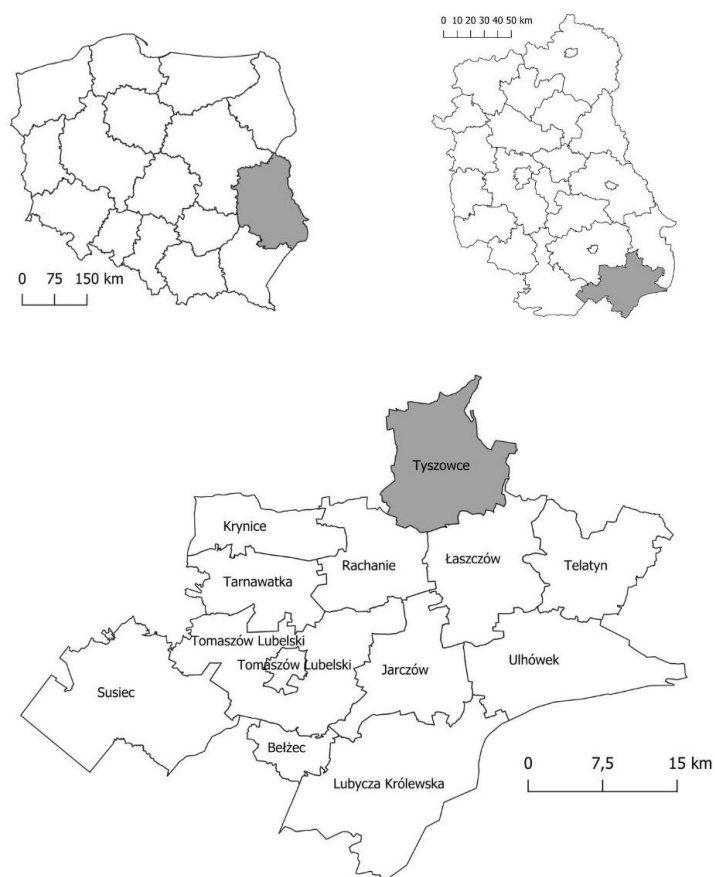 0 10 20 30 40 50 km
0 75 150 km
Tyszowce
Krynice
Rachanie
Łaszczów
Telatyn
Tarnawatka
Tomaszów Lubelski
Tomaszów Lubelski
Jarczów
Ulhówek
Susiec
Bełżec
Lubycza Królewska
0 7,5 15 km